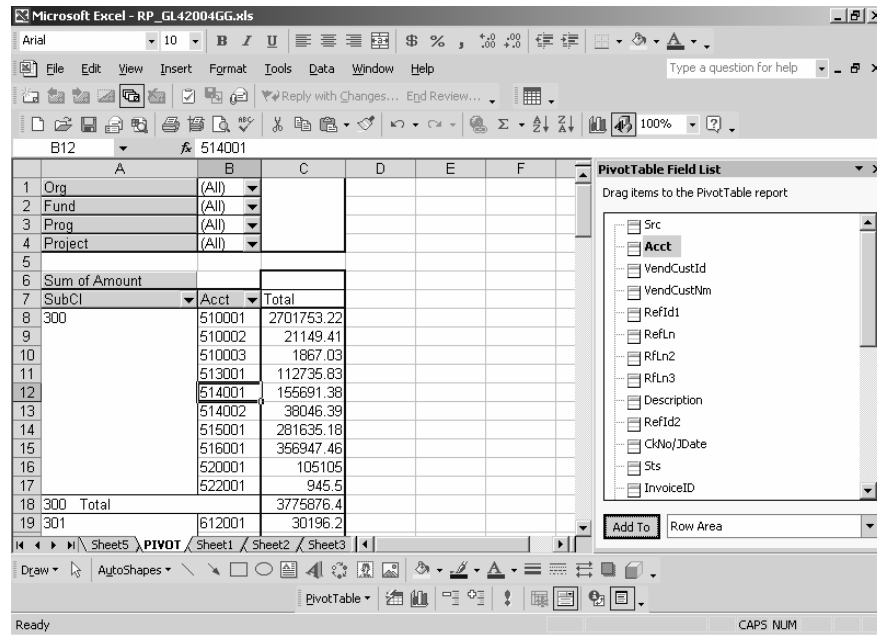 Microsoft Excel - RP_GL42004GG.xls
Arial 10 B I U $ % , .00 .00 A
File Edit View Insert Format Tools Data Window Help Type a question for help
Reply with Changes... End Review...
ABC Σ 100%
B12 fx 514001
A B C D E F
1 Org (All)
2 Fund (All)
3 Prog (All)
4 Project (All)
5
6 Sum of Amount
7 SubCl Acct Total
8 300 510001 2701753.22
9 510002 21149.41
10 510003 1867.03
11 513001 112735.83
12 514001 155691.38
13 514002 38046.39
14 515001 281635.18
15 516001 356947.46
16 520001 105105
17 522001 945.5
18 300 Total 3775876.4
19 301 612001 30196.2
PivotTable Field List
Drag items to the PivotTable report
Src
Acct
VendCustId
VendCustNm
RefId1
RefLn
RfLn2
RfLn3
Description
RefId2
CkNo/JDate
Sts
InvoiceID
Add To Row Area
Sheet5 PIVOT Sheet1 Sheet2 Sheet3
Draw AutoShapes A
PivotTable
Ready CAPS NUM